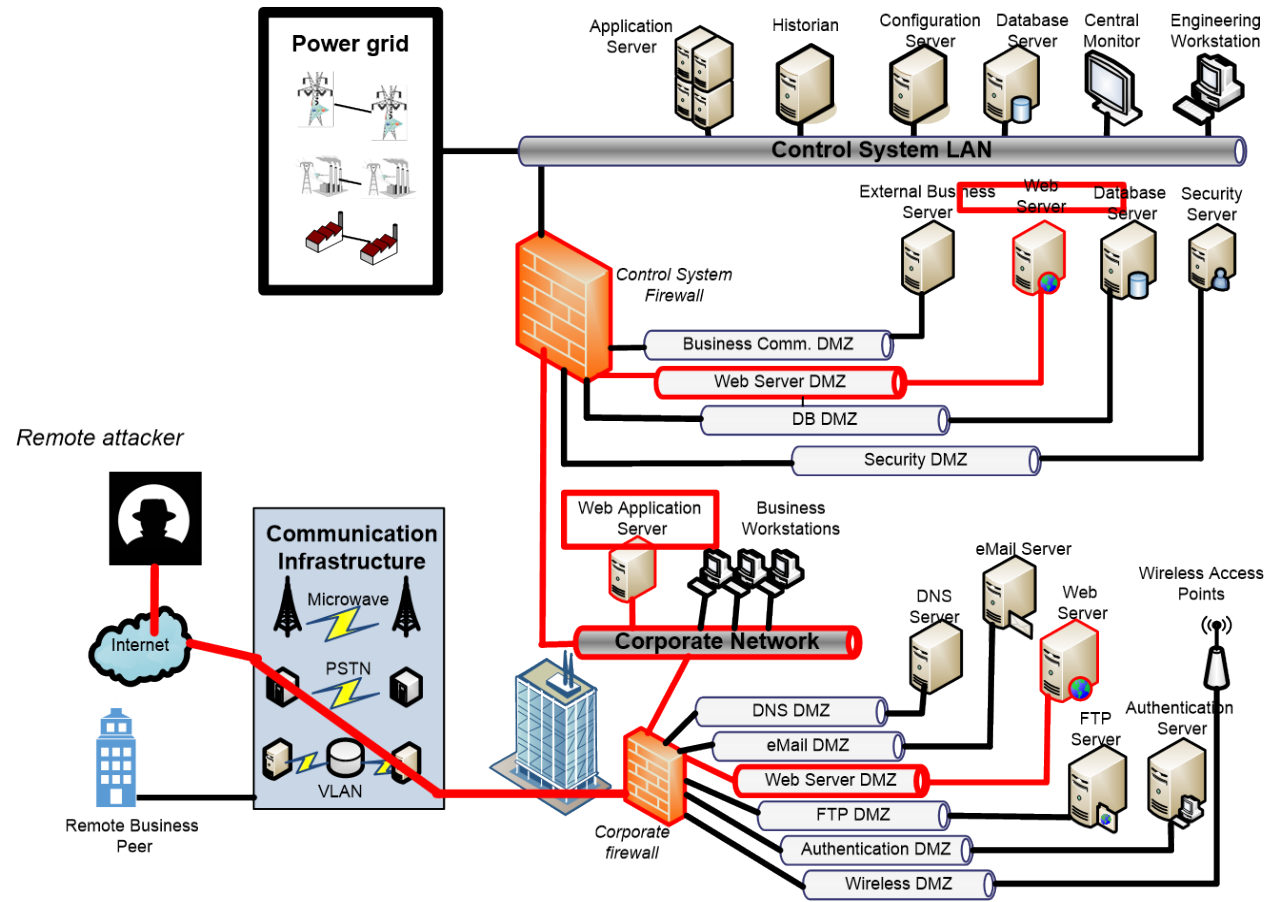 Power grid
Application
Server
Historian
Configuration
Server
Database
Server
Central
Monitor
Engineering
Workstation
Control System LAN
External Business
Server
Web
Server
Database
Server
Security
Server
Control System
Firewall
Business Comm. DMZ
Web Server DMZ
DB DMZ
Security DMZ
Remote attacker
Internet
Communication
Infrastructure
Microwave
PSTN
VLAN
Remote Business
Peer
Web Application
Server
Business
Workstations
Corporate Network
eMail Server
DNS
Server
Web
Server
Wireless Access
Points
FTP
Server
Authentication
Server
DNS DMZ
eMail DMZ
Web Server DMZ
FTP DMZ
Authentication DMZ
Wireless DMZ
Corporate
firewall